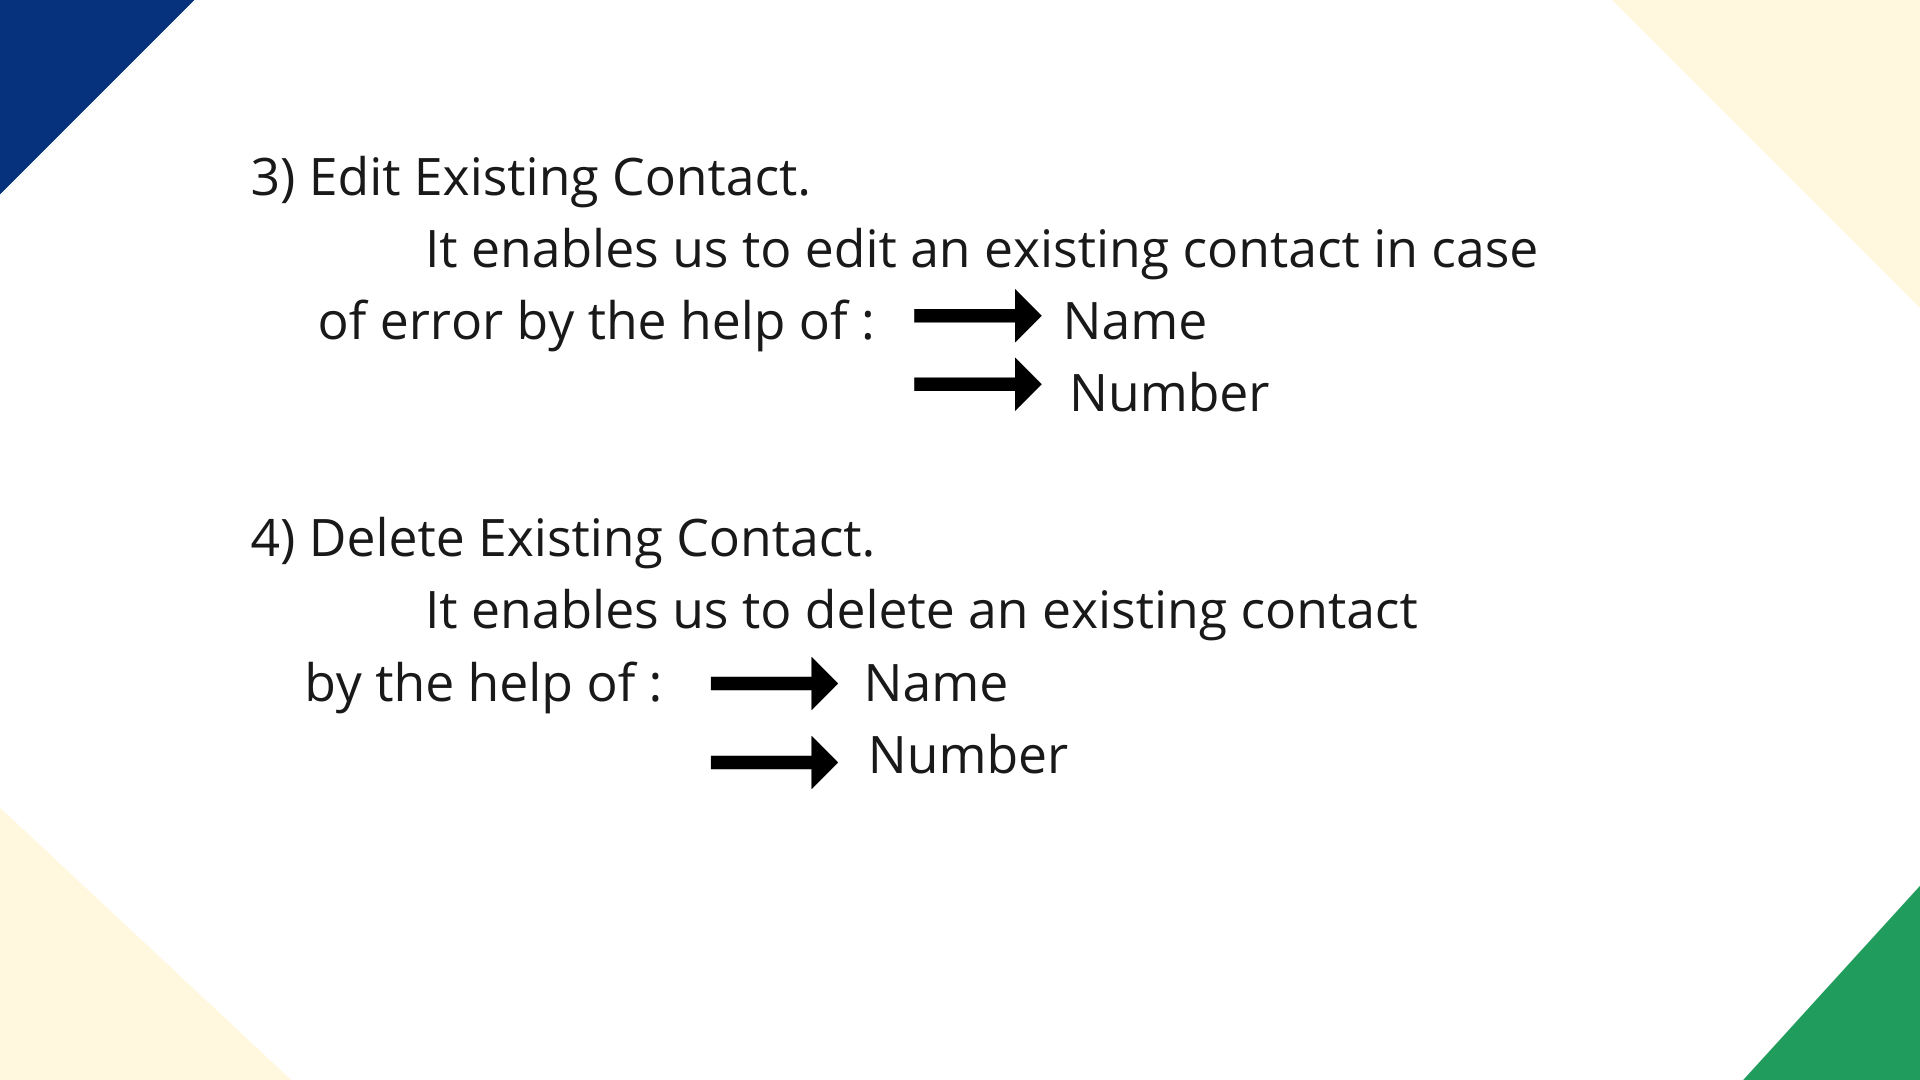 3) Edit Existing Contact.
It enables us to edit an existing contact in case
of error by the help of : Name
Number
4) Delete Existing Contact.
It enables us to delete an existing contact
by the help of : Name
Number